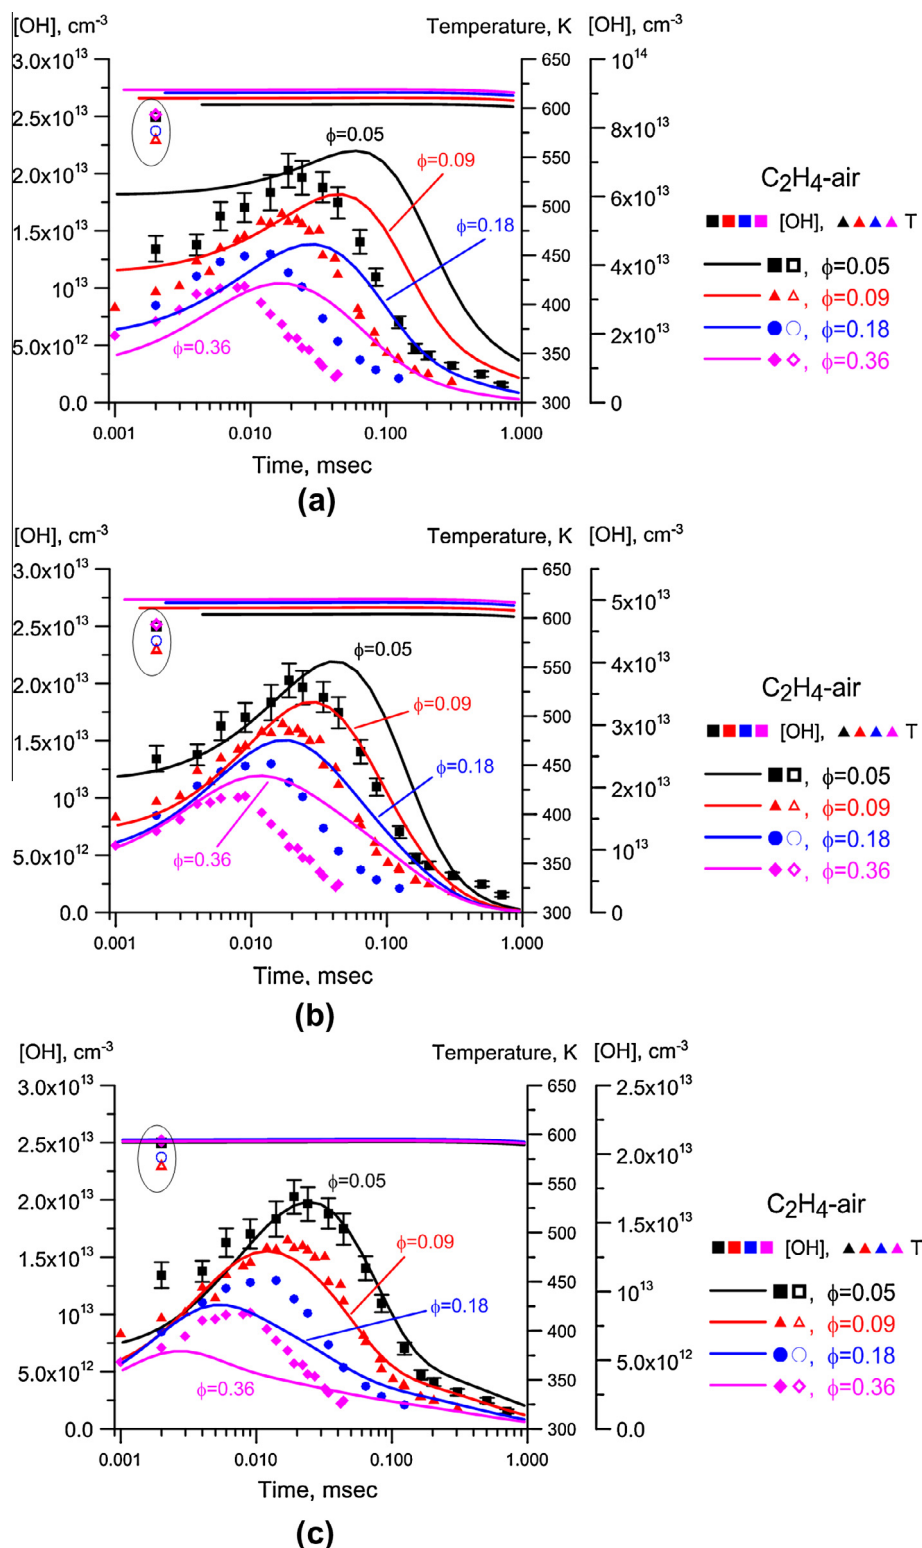 [OH], cm-3 Temperature, K [OH], cm-3
3.0x10^13 650 10^14
2.5x10^13 600 8x10^13
2.0x10^13 ϕ=0.05 550
ϕ=0.09 500 6x10^13
1.5x10^13 ϕ=0.18 450
10^13 400 4x10^13
5.0x10^12 ϕ=0.36 350 2x10^13
0.0 300 0
0.001 0.010 0.100 1.000
Time, msec
(a)
C2H4-air
[OH], T
, ϕ=0.05
, ϕ=0.09
, ϕ=0.18
, ϕ=0.36
[OH], cm-3 Temperature, K [OH], cm-3
3.0x10^13 650
2.5x10^13 600 5x10^13
2.0x10^13 ϕ=0.05 550 4x10^13
ϕ=0.09 500 3x10^13
1.5x10^13 450
10^13 ϕ=0.18 400 2x10^13
5.0x10^12 ϕ=0.36 350 10^13
0.0 300 0
0.001 0.010 0.100 1.000
Time, msec
(b)
C2H4-air
[OH], T
, ϕ=0.05
, ϕ=0.09
, ϕ=0.18
, ϕ=0.36
[OH], cm-3 Temperature, K [OH], cm-3
3.0x10^13 650 2.5x10^13
2.5x10^13 600 2.0x10^13
2.0x10^13 ϕ=0.05 550
ϕ=0.09 500 1.5x10^13
1.5x10^13 450
10^13 ϕ=0.18 400 10^13
5.0x10^12 ϕ=0.36 350 5.0x10^12
0.0 300 0.0
0.001 0.010 0.100 1.000
Time, msec
(c)
C2H4-air
[OH], T
, ϕ=0.05
, ϕ=0.09
, ϕ=0.18
, ϕ=0.36